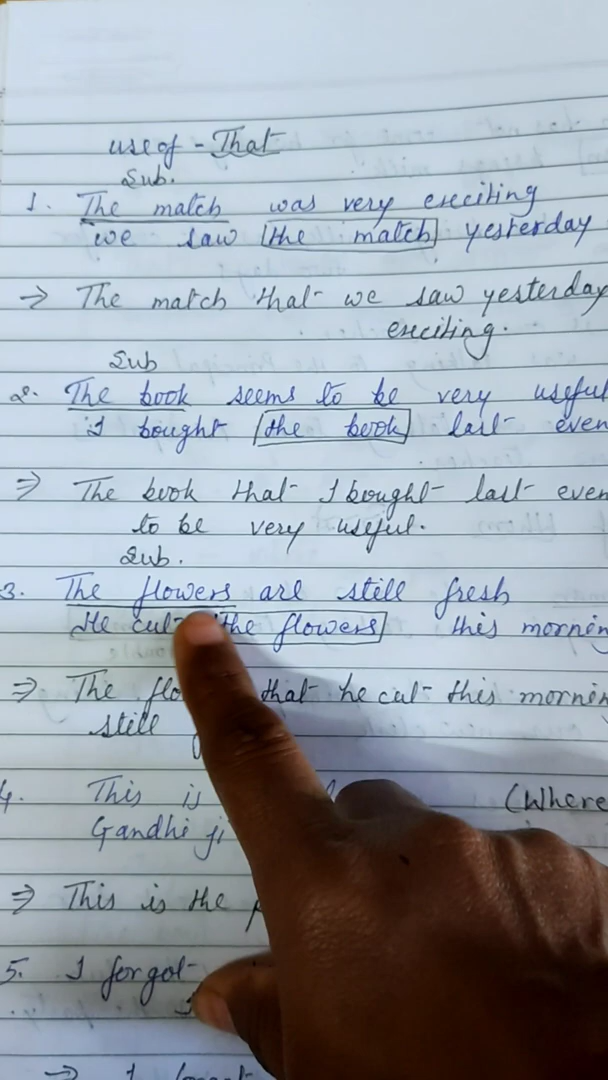 use of - That
Sub.
1. The match was very exciting
we saw the match yesterday
→ The match that we saw yesterday
exciting.
Sub
2. The book seems to be very useful
I bought the book last even
⇒ The book that I bought last even
to be very useful.
Sub.
3. The flowers are still fresh
He cut the flowers this mornin
⇒ The flo that he cut this mornin
still
4. This is (Where
Gandhi ji
⇒ This is the
5. I forgot
⇒ I